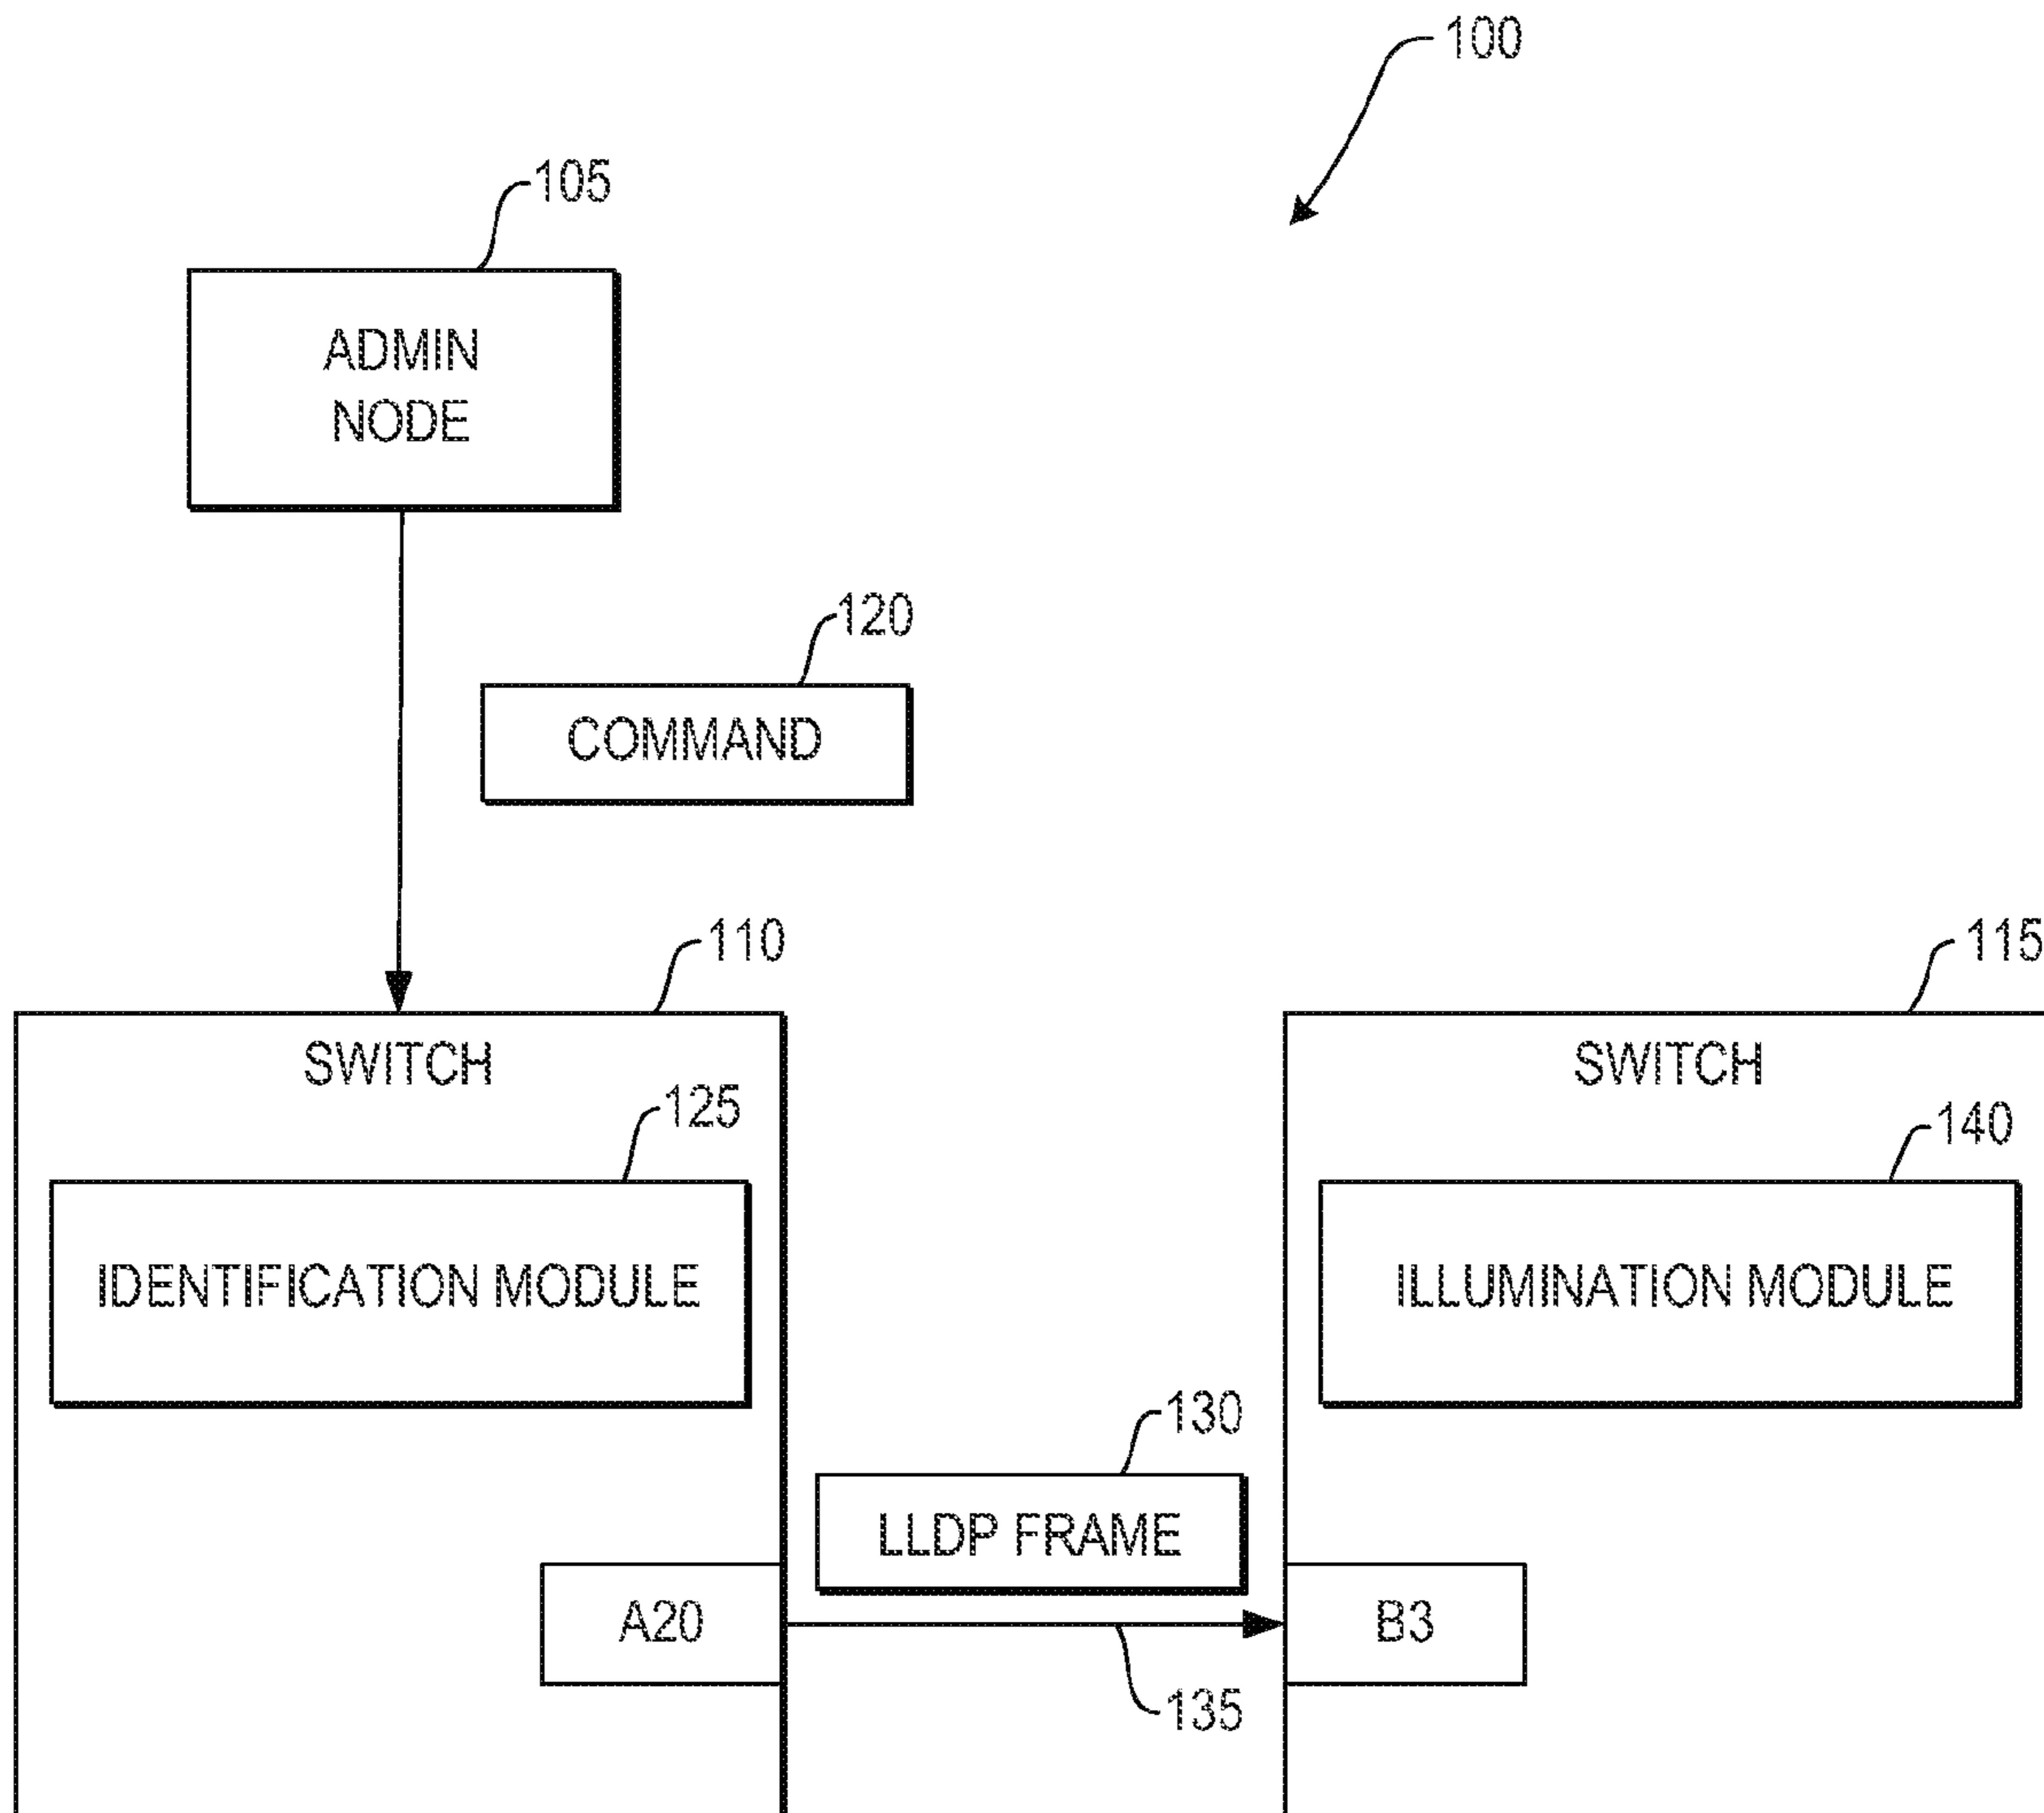 100
105
ADMIN
NODE
120
COMMAND
110
115
SWITCH
SWITCH
125
140
IDENTIFICATION MODULE
ILLUMINATION MODULE
130
LLDP FRAME
A20
B3
135